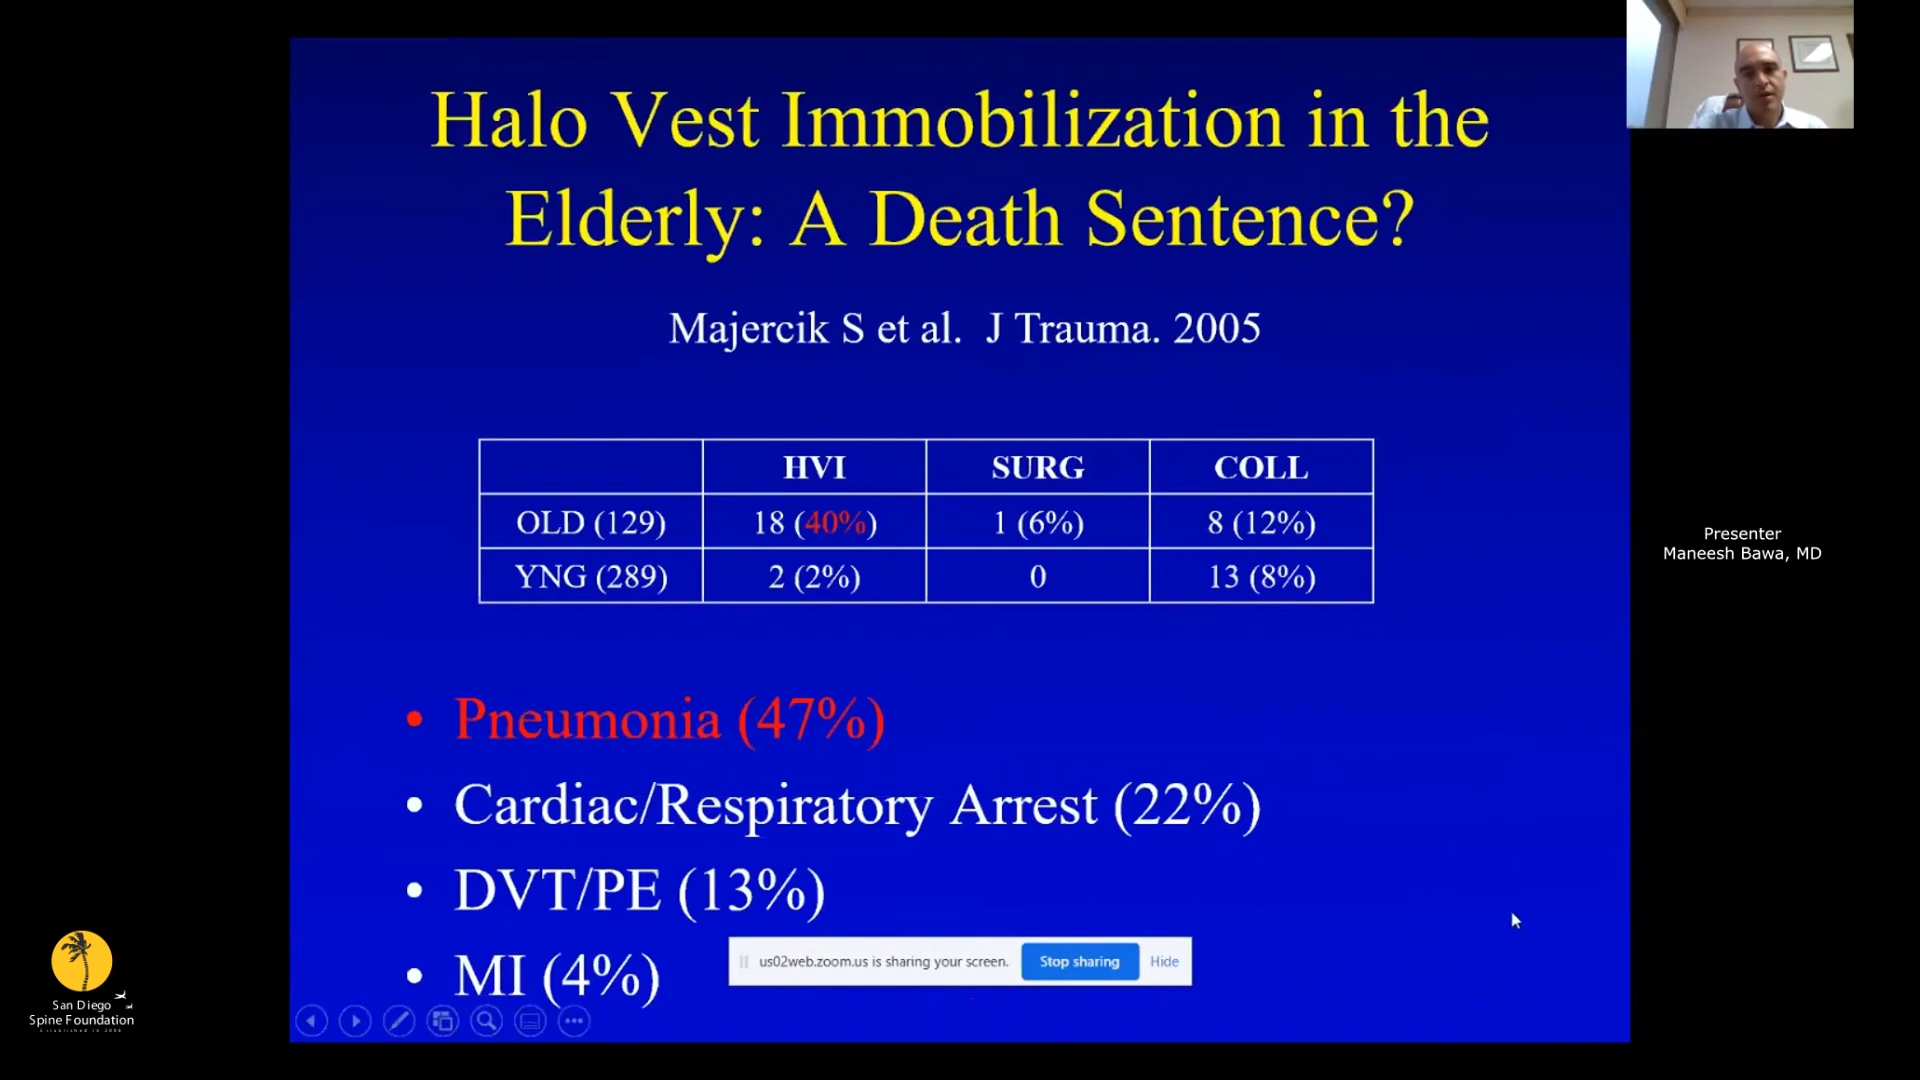 Halo Vest Immobilization in the
Elderly: A Death Sentence?
Majercik S et al. J Trauma. 2005
HVI SURG COLL
OLD (129) 18 (40%) 1 (6%) 8 (12%)
YNG (289) 2 (2%) 0 13 (8%)
• Pneumonia (47%)
• Cardiac/Respiratory Arrest (22%)
• DVT/PE (13%)
• MI (4%)
us02web.zoom.us is sharing your screen. Stop sharing Hide
Presenter
Maneesh Bawa, MD
San Diego
Spine Foundation